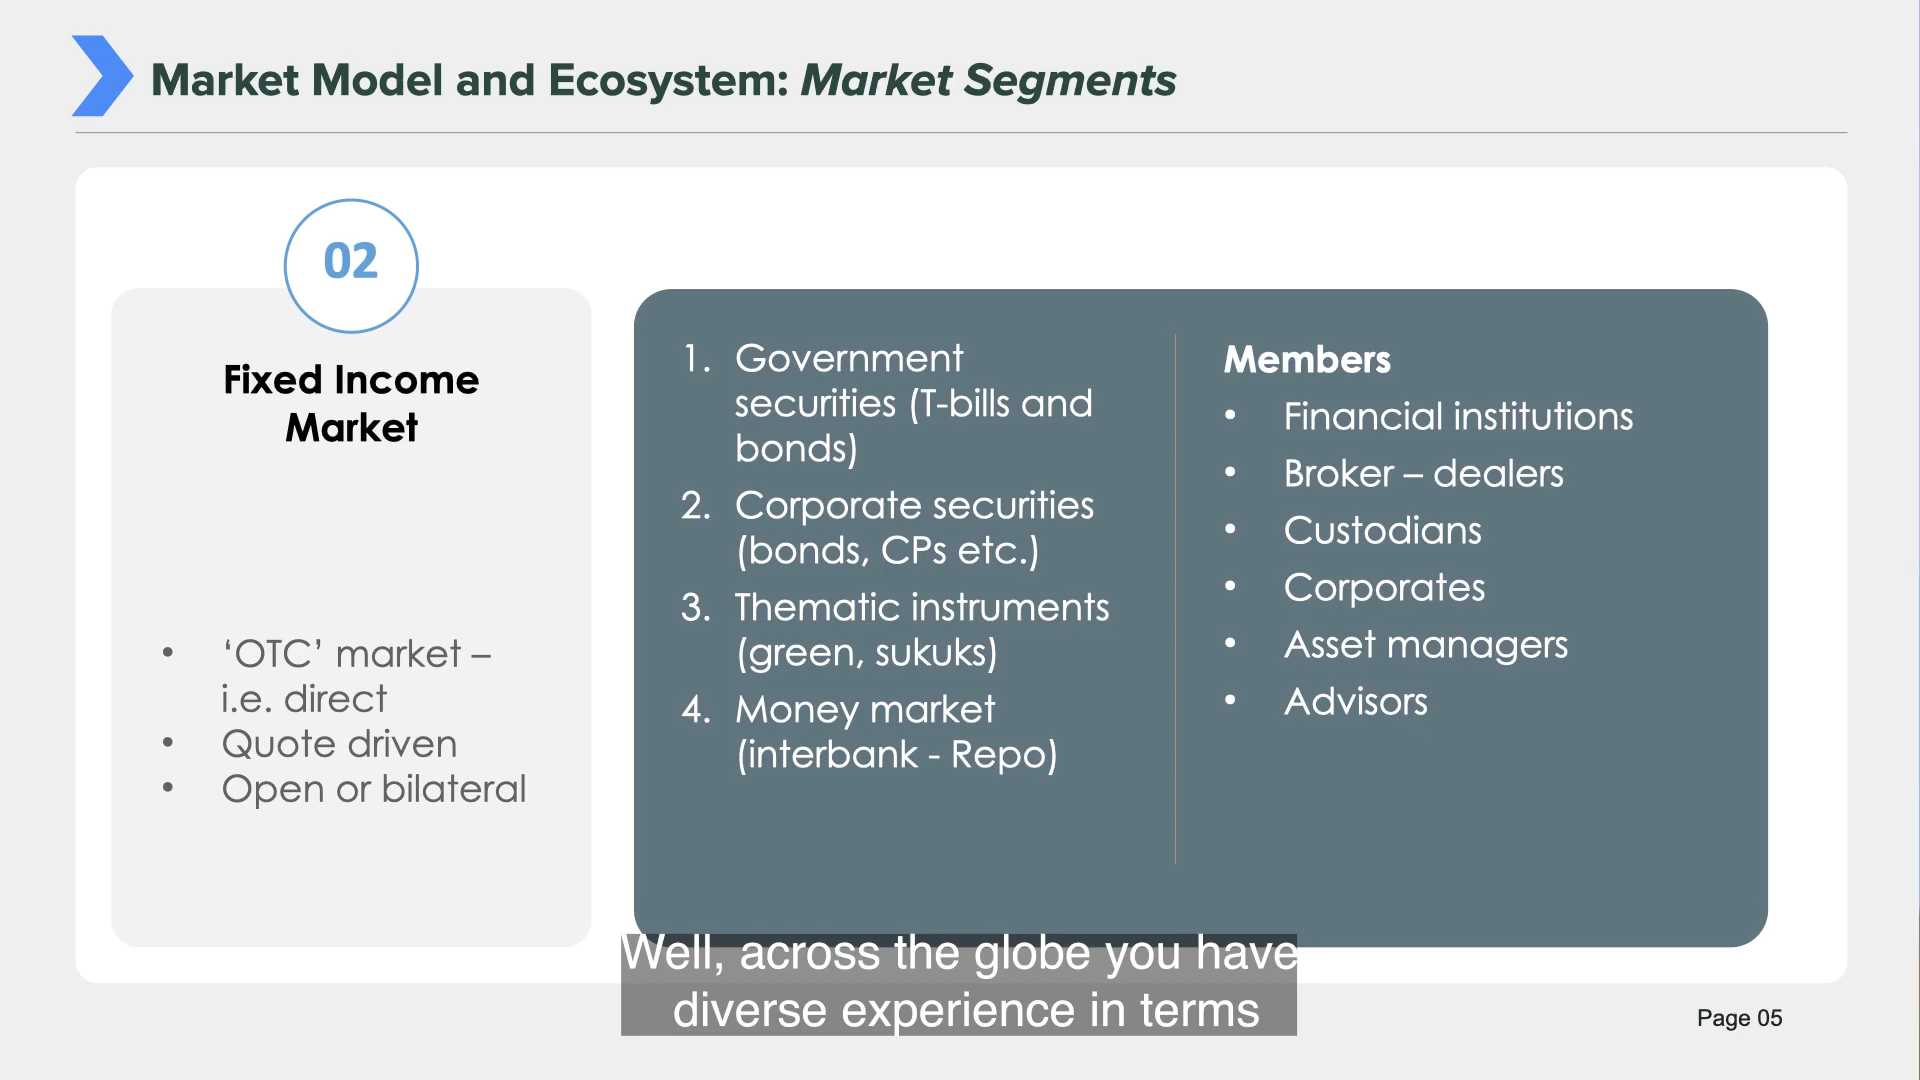 Market Model and Ecosystem: Market Segments
02
Fixed Income
Market
• ‘OTC’ market –
i.e. direct
• Quote driven
• Open or bilateral
1. Government
securities (T-bills and
bonds)
2. Corporate securities
(bonds, CPs etc.)
3. Thematic instruments
(green, sukuks)
4. Money market
(interbank - Repo)
Members
• Financial institutions
• Broker – dealers
• Custodians
• Corporates
• Asset managers
• Advisors
Well, across the globe you have
diverse experience in terms
Page 05